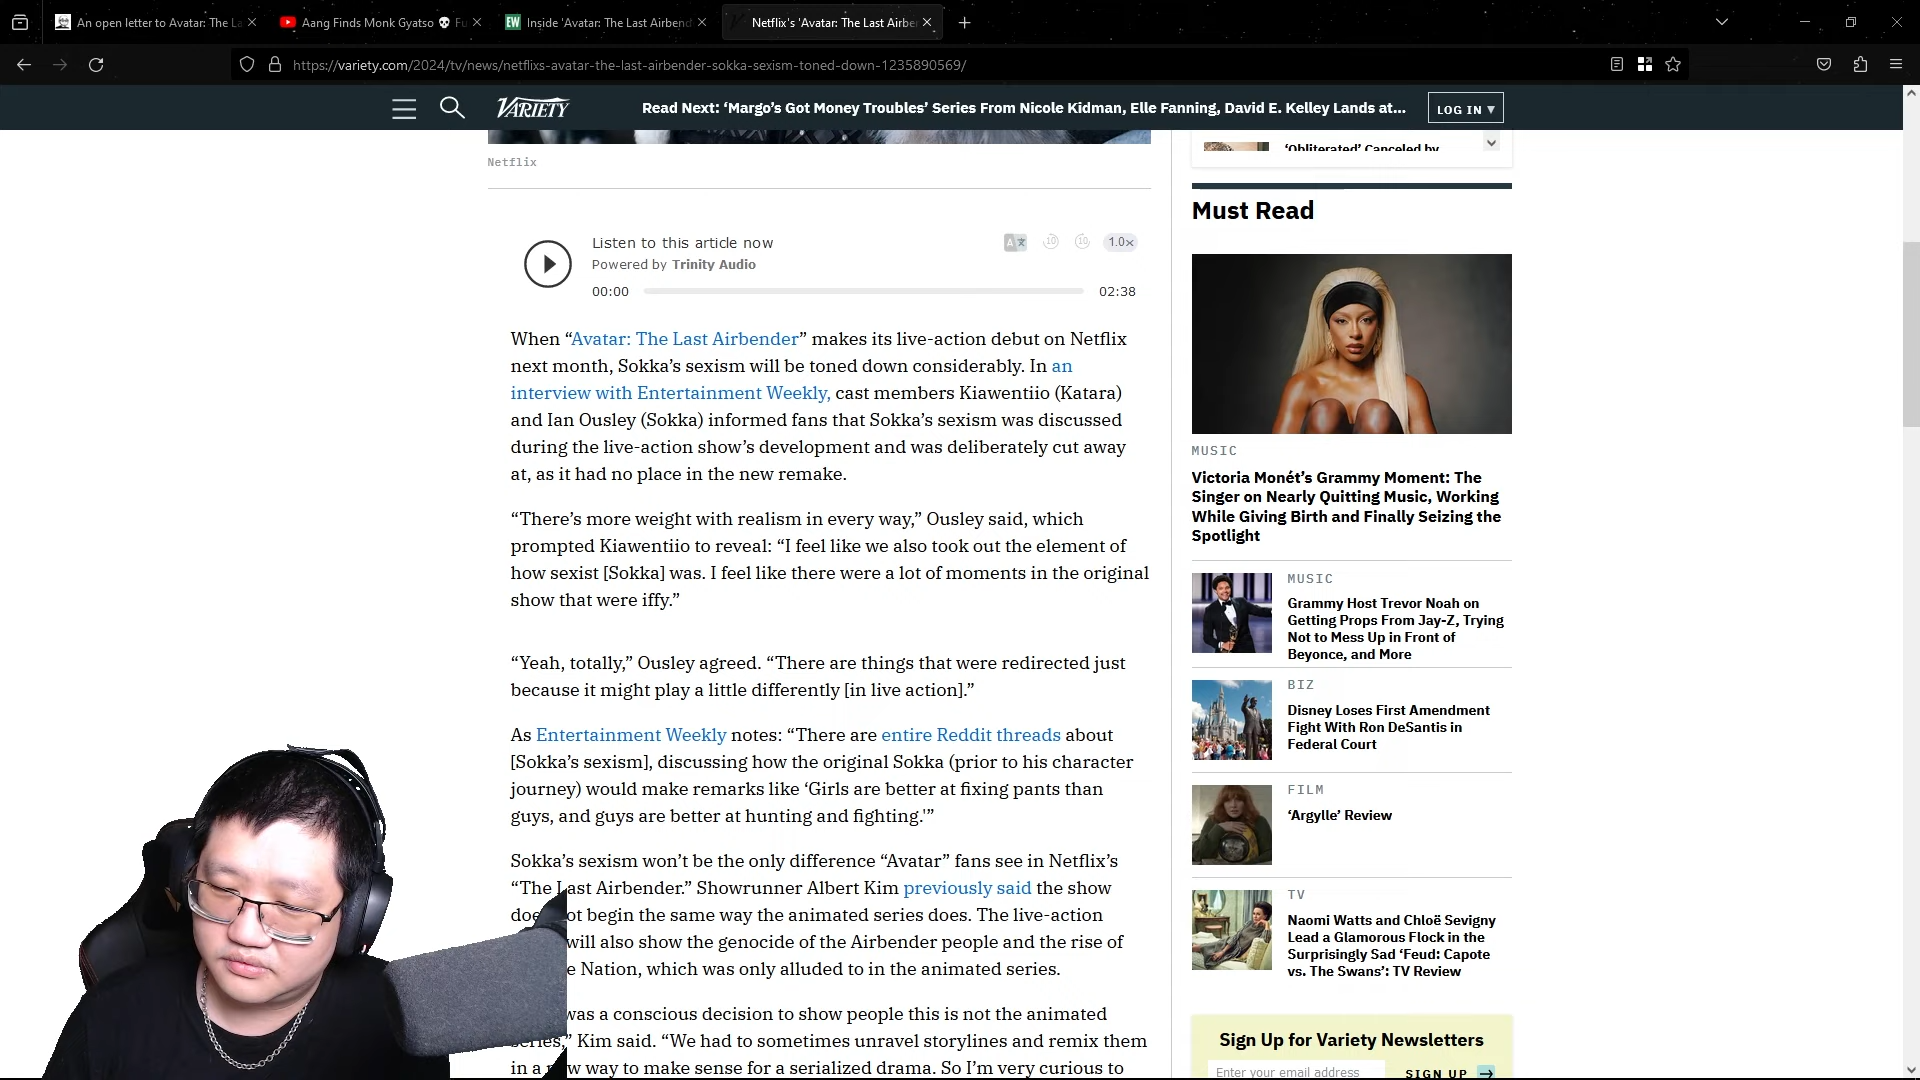 An open letter to Avatar: The La
Aang Finds Monk Gyatso 💀 Fu
EW Inside 'Avatar: The Last Airbend
Netflix's 'Avatar: The Last Airbe
https://variety.com/2024/tv/news/netflixs-avatar-the-last-airbender-sokka-sexism-toned-down-1235890569/
VARIETY
Read Next: ‘Margo’s Got Money Troubles’ Series From Nicole Kidman, Elle Fanning, David E. Kelley Lands at...
LOG IN ▾
Netflix
Listen to this article now
Powered by Trinity Audio
10
10
1.0×
00:00
02:38
When “Avatar: The Last Airbender” makes its live-action debut on Netflix
next month, Sokka’s sexism will be toned down considerably. In an
interview with Entertainment Weekly, cast members Kiawentiio (Katara)
and Ian Ousley (Sokka) informed fans that Sokka’s sexism was discussed
during the live-action show’s development and was deliberately cut away
at, as it had no place in the new remake.
“There’s more weight with realism in every way,” Ousley said, which
prompted Kiawentiio to reveal: “I feel like we also took out the element of
how sexist [Sokka] was. I feel like there were a lot of moments in the original
show that were iffy.”
“Yeah, totally,” Ousley agreed. “There are things that were redirected just
because it might play a little differently [in live action].”
As Entertainment Weekly notes: “There are entire Reddit threads about
[Sokka’s sexism], discussing how the original Sokka (prior to his character
journey) would make remarks like ‘Girls are better at fixing pants than
guys, and guys are better at hunting and fighting.'”
Sokka’s sexism won’t be the only difference “Avatar” fans see in Netflix’s
“The Last Airbender.” Showrunner Albert Kim previously said the show
begin the same way the animated series does. The live-action
will also show the genocide of the Airbender people and the rise of
Nation, which was only alluded to in the animated series.
was a conscious decision to show people this is not the animated
series,” Kim said. “We had to sometimes unravel storylines and remix them
in a new way to make sense for a serialized drama. So I’m very curious to
‘Obliterated’ Canceled by
Must Read
MUSIC
Victoria Monét’s Grammy Moment: The
Singer on Nearly Quitting Music, Working
While Giving Birth and Finally Seizing the
Spotlight
MUSIC
Grammy Host Trevor Noah on
Getting Props From Jay-Z, Trying
Not to Mess Up in Front of
Beyonce, and More
BIZ
Disney Loses First Amendment
Fight With Ron DeSantis in
Federal Court
FILM
‘Argylle’ Review
TV
Naomi Watts and Chloë Sevigny
Lead a Glamorous Flock in the
Surprisingly Sad ‘Feud: Capote
vs. The Swans’: TV Review
Sign Up for Variety Newsletters
Enter your email address
SIGN UP →